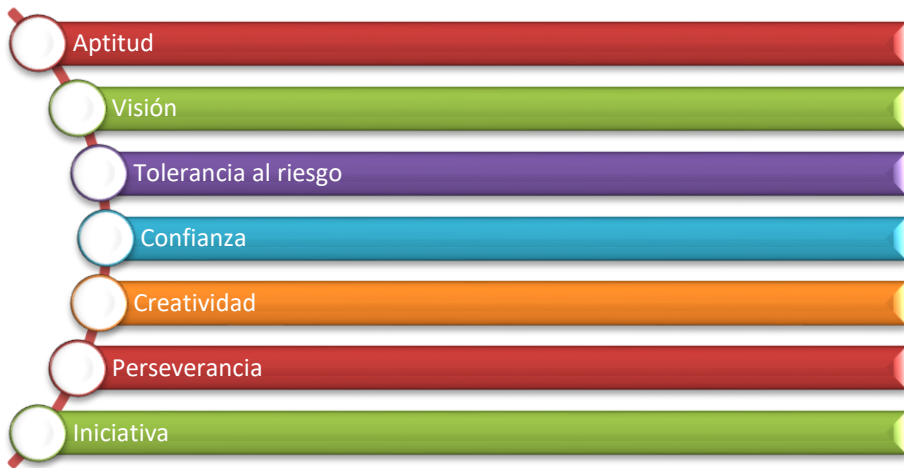 Aptitud
Visión
Tolerancia al riesgo
Confianza
Creatividad
Perseverancia
Iniciativa